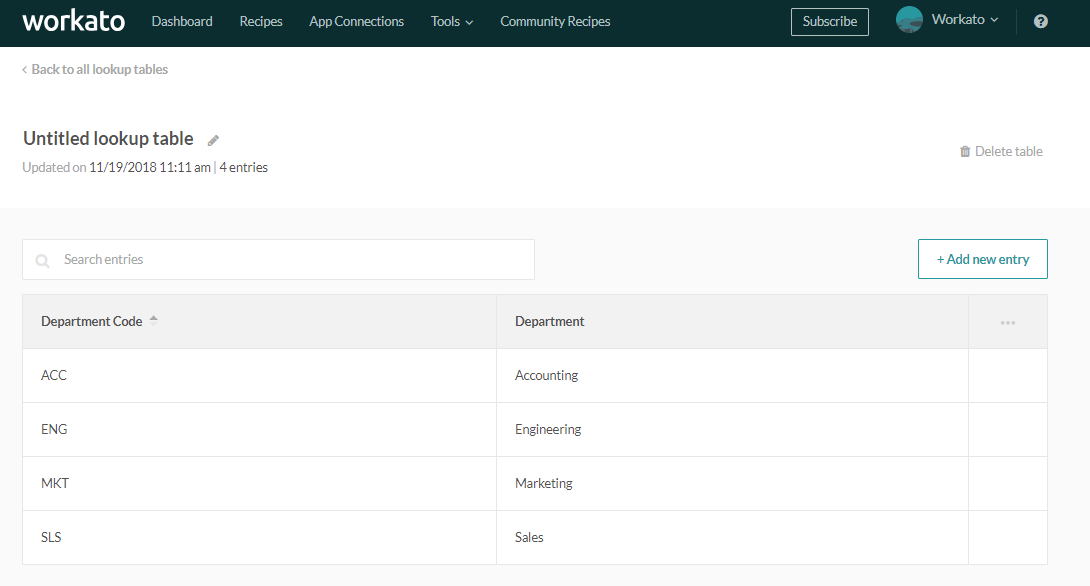 workato Dashboard Recipes App Connections Tools Community Recipes Subscribe Workato ?
< Back to all lookup tables
Untitled lookup table
Updated on 11/19/2018 11:11 am | 4 entries
Delete table
Search entries
+ Add new entry
Department Code Department ...
ACC Accounting
ENG Engineering
MKT Marketing
SLS Sales